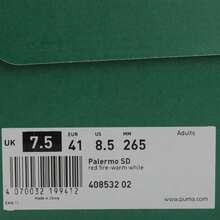 UK 7.5 EUR 41 US 8.5 MM 265
Adults
Palermo SD
red fire-warm white
408532 02
4 070032 199412
Made in China
www.puma.com